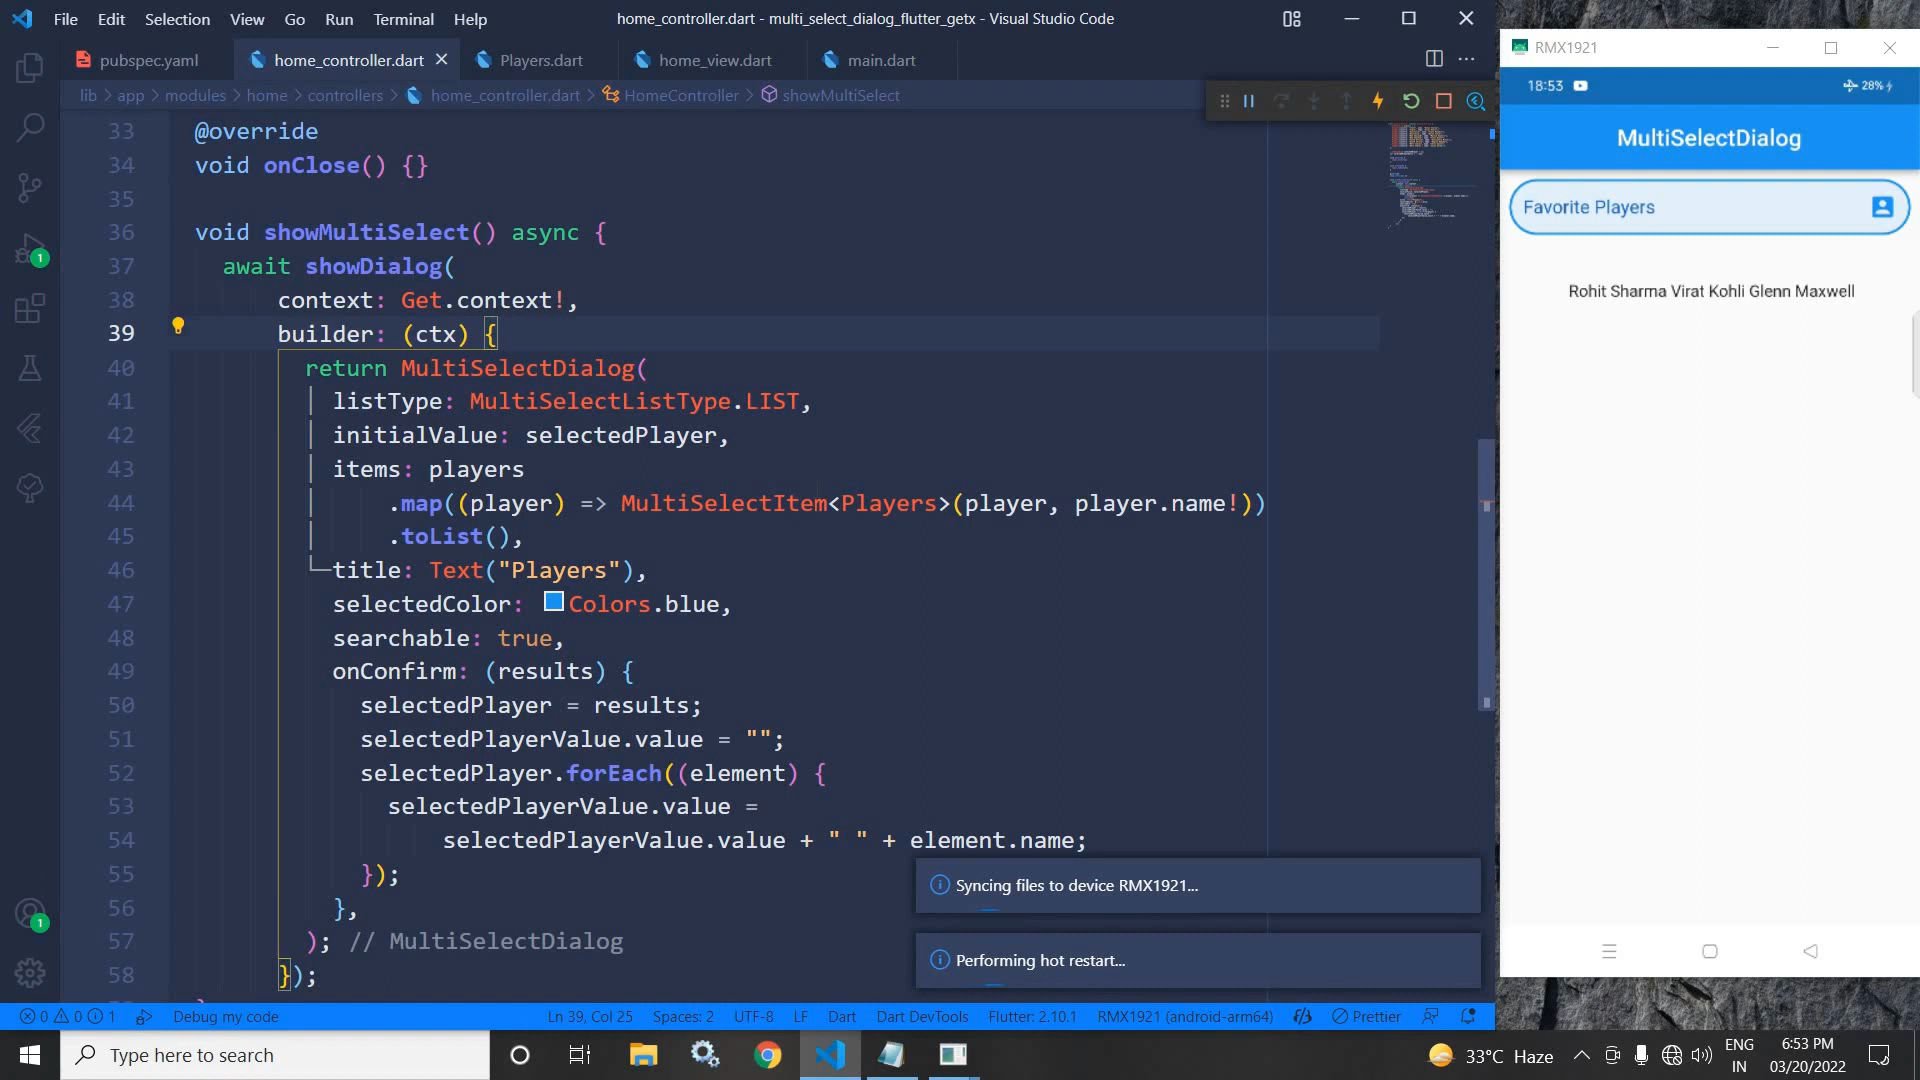 File Edit Selection View Go Run Terminal Help
home_controller.dart - multi_select_dialog_flutter_getx - Visual Studio Code
pubspec.yaml home_controller.dart Players.dart home_view.dart main.dart
lib > app > modules > home > controllers > home_controller.dart > HomeController > showMultiSelect
33 @override
34 void onClose() {}
35
36 void showMultiSelect() async {
37 await showDialog(
38 context: Get.context!,
39 builder: (ctx) {
40 return MultiSelectDialog(
41 listType: MultiSelectListType.LIST,
42 initialValue: selectedPlayer,
43 items: players
44 .map((player) => MultiSelectItem<Players>(player, player.name!))
45 .toList(),
46 title: Text("Players"),
47 selectedColor: Colors.blue,
48 searchable: true,
49 onConfirm: (results) {
50 selectedPlayer = results;
51 selectedPlayerValue.value = "";
52 selectedPlayer.forEach((element) {
53 selectedPlayerValue.value =
54 selectedPlayerValue.value + " " + element.name;
55 });
56 },
57 ); // MultiSelectDialog
58 });
Syncing files to device RMX1921...
Performing hot restart...
1
1
0 0 1 Debug my code Ln 39, Col 25 Spaces: 2 UTF-8 LF Dart Dart DevTools Flutter: 2.10.1 RMX1921 (android-arm64) Prettier
RMX1921
18:53 28%
MultiSelectDialog
Favorite Players
Rohit Sharma Virat Kohli Glenn Maxwell
Type here to search
33°C Haze
ENG
IN
6:53 PM
03/20/2022